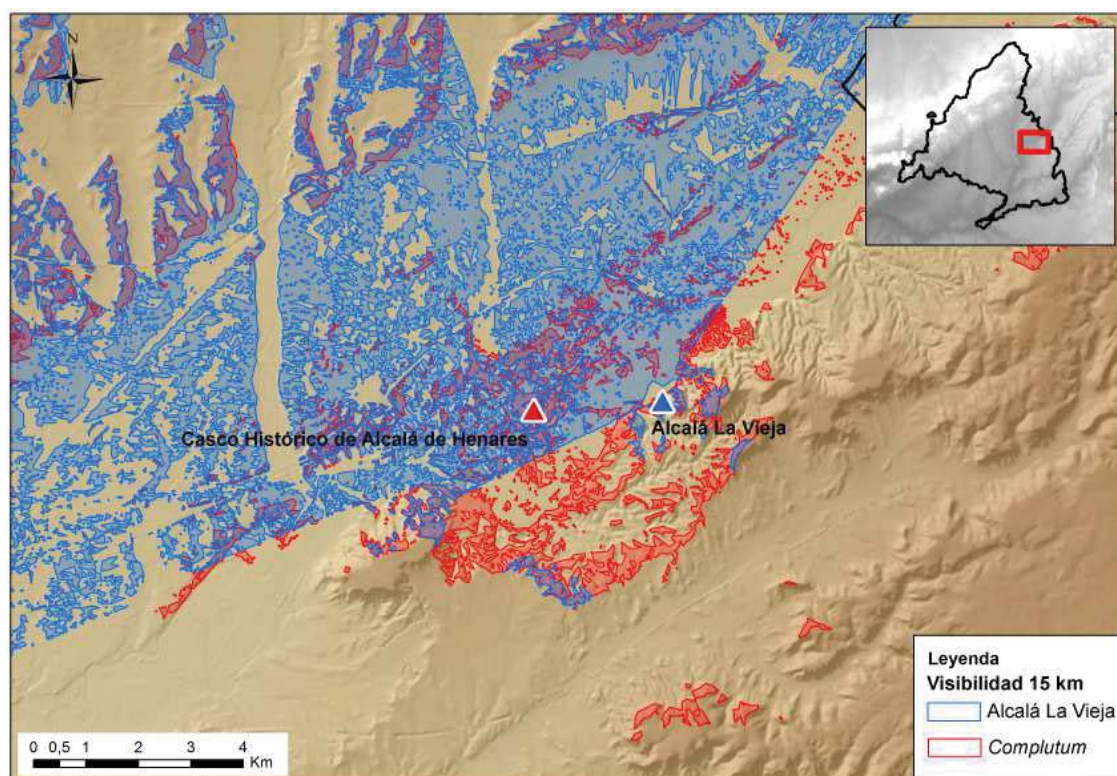 N
Casco Histórico de Alcalá de Henares
Alcalá La Vieja
Leyenda
Visibilidad 15 km
Alcalá La Vieja
Complutum
0 0,5 1 2 3 4
Km